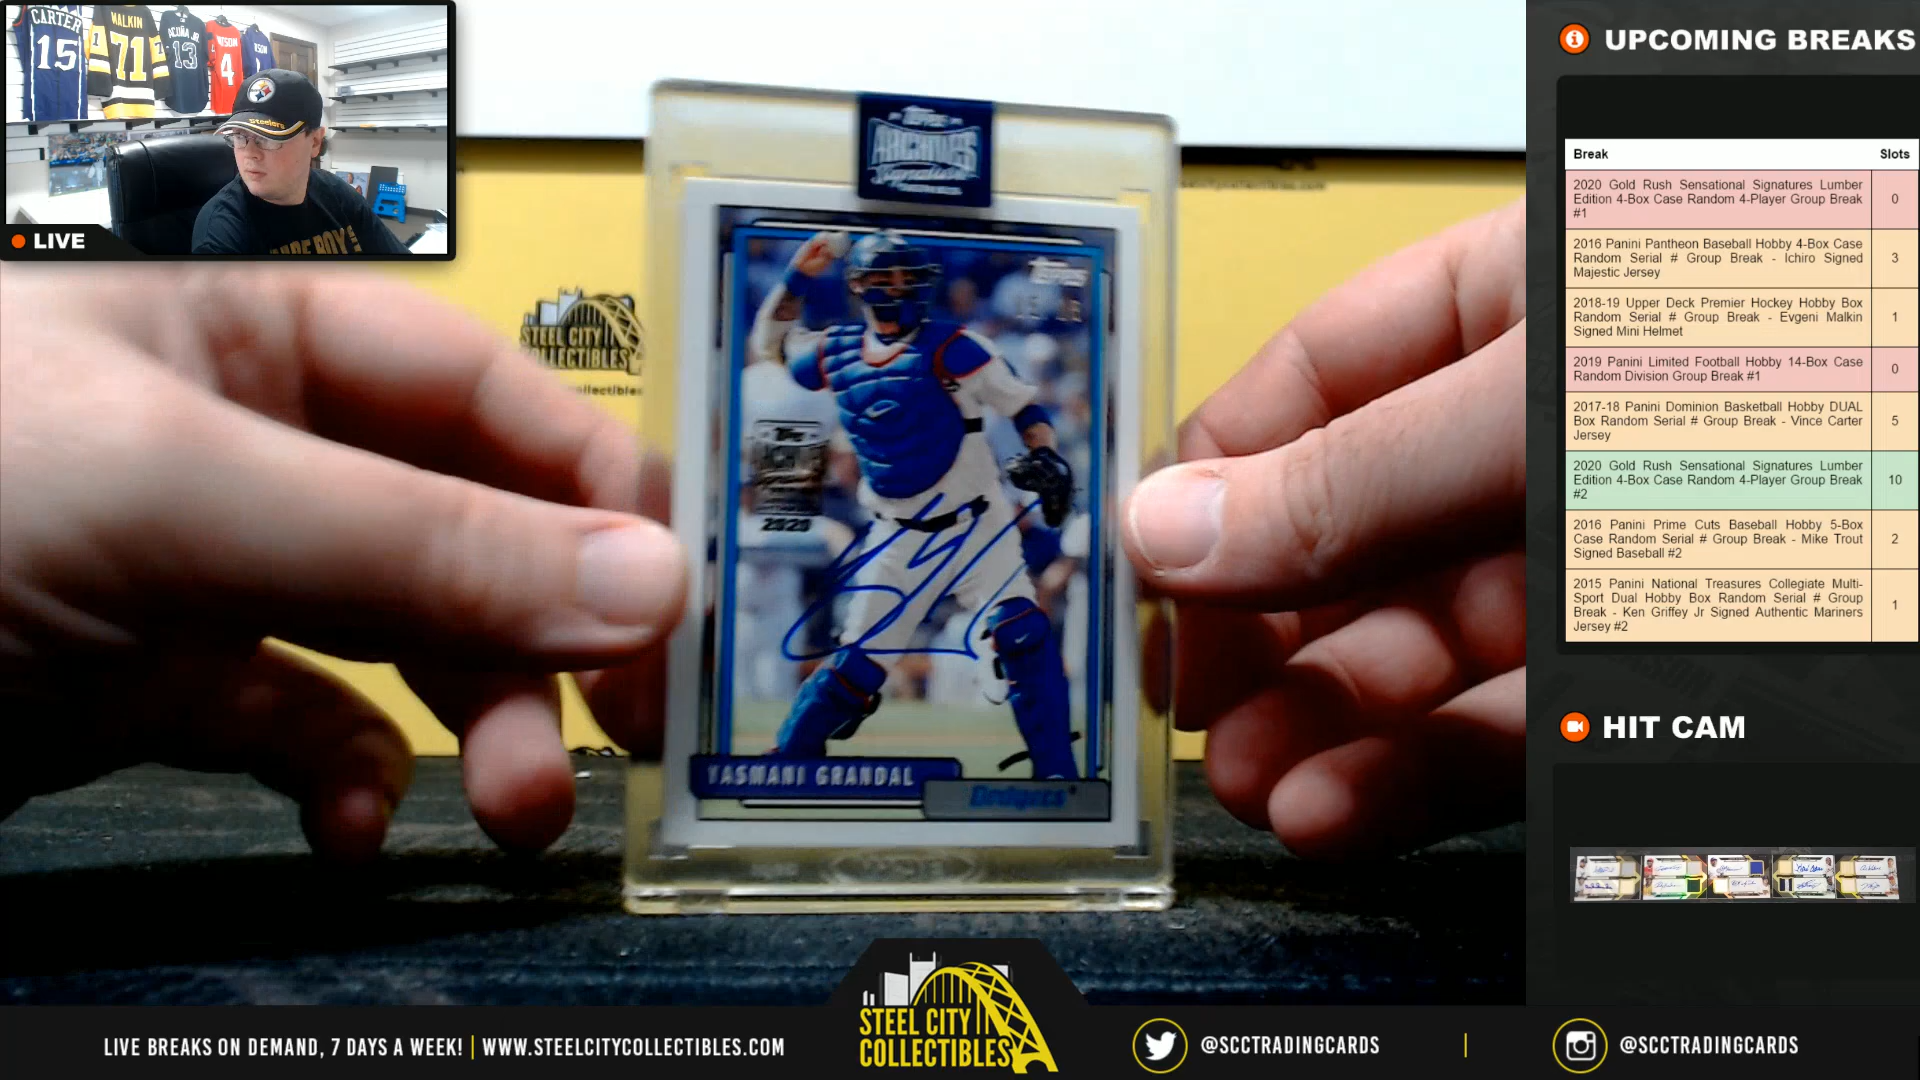 CARTER
15
MALKIN
71
ACUÑA JR.
13
4
LIVE
Steelers
TOPPS
ARCHIVES
Signature
STEEL CITY
COLLECTIBLES
Topps
2020
YASMANI GRANDAL
Dodgers
UPCOMING BREAKS
Break Slots
2020 Gold Rush Sensational Signatures Lumber
Edition 4-Box Case Random 4-Player Group Break
#1
0
2016 Panini Pantheon Baseball Hobby 4-Box Case
Random Serial # Group Break - Ichiro Signed
Majestic Jersey
3
2018-19 Upper Deck Premier Hockey Hobby Box
Random Serial # Group Break - Evgeni Malkin
Signed Mini Helmet
1
2019 Panini Limited Football Hobby 14-Box Case
Random Division Group Break #1
0
2017-18 Panini Dominion Basketball Hobby DUAL
Box Random Serial # Group Break - Vince Carter
Jersey
5
2020 Gold Rush Sensational Signatures Lumber
Edition 4-Box Case Random 4-Player Group Break
#2
10
2016 Panini Prime Cuts Baseball Hobby 5-Box
Case Random Serial # Group Break - Mike Trout
Signed Baseball #2
2
2015 Panini National Treasures Collegiate Multi-
Sport Dual Hobby Box Random Serial # Group
Break - Ken Griffey Jr Signed Authentic Mariners
Jersey #2
1
HIT CAM
LIVE BREAKS ON DEMAND, 7 DAYS A WEEK! | WWW.STEELCITYCOLLECTIBLES.COM
STEEL CITY
COLLECTIBLES
@SCCTRADINGCARDS
|
@SCCTRADINGCARDS